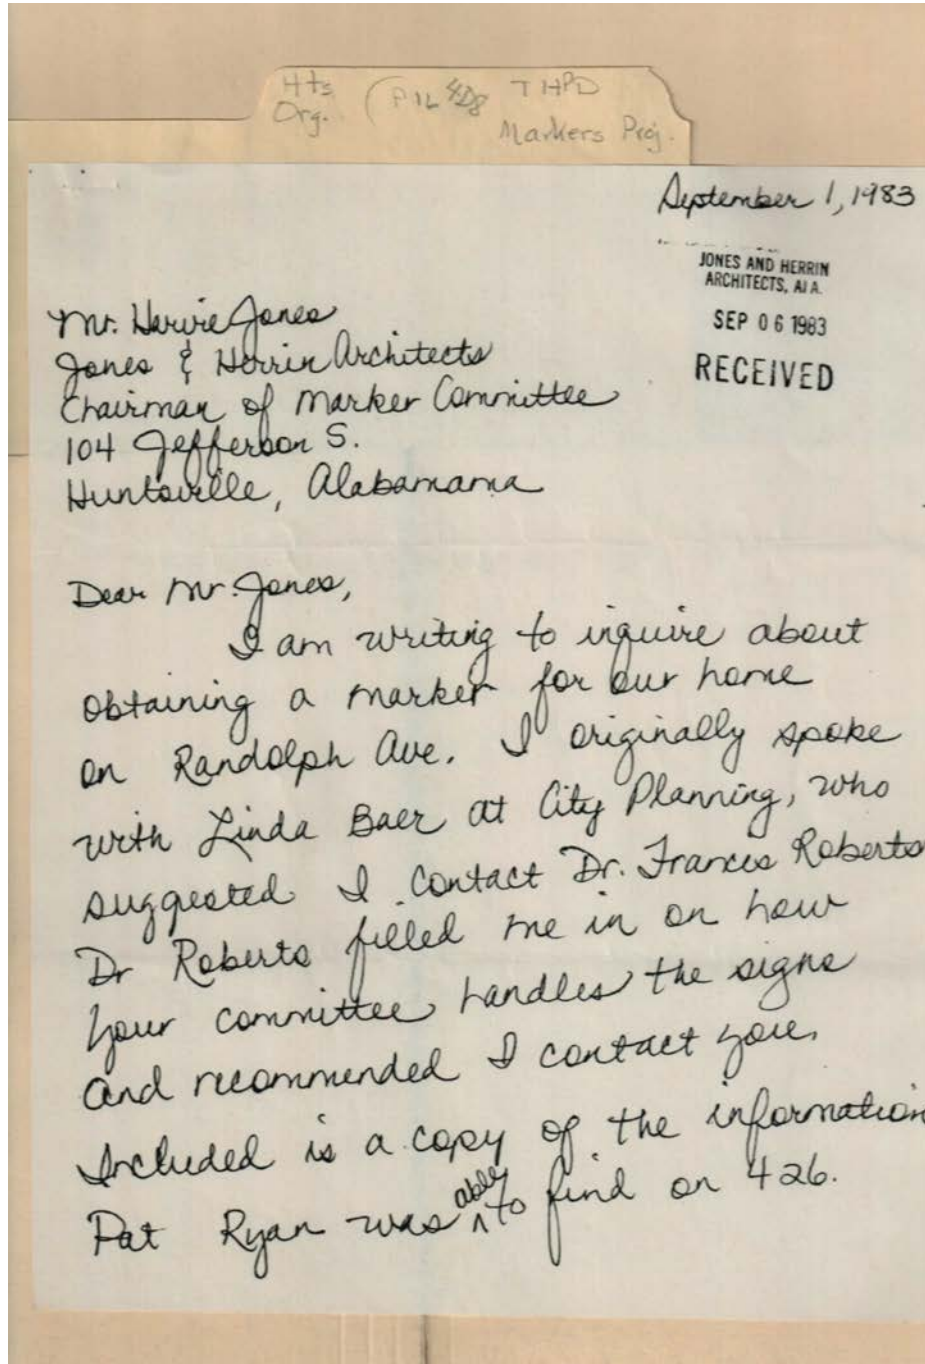 Hts THPD
Org. (P1L 4D8
Markers Proj.
September 1, 1983
JONES AND HERRIN
ARCHITECTS, AIA.
SEP 06 1983
RECEIVED
Mr. Harvie Jones
Jones & Herrin Architects
Chairman of Marker Committee
104 Jefferson S.
Huntsville, Alabamama
Dear Mr. Jones,
I am writing to inquire about
obtaining a marker for our home
on Randolph Ave. I originally spoke
with Linda Baer at City Planning, who
suggested I contact Dr. Frances Roberts
Dr Roberts filled me in on how
your committee handles the signs
and recommended I contact you.
Included is a copy of the information
Pat Ryan was able to find on 426.